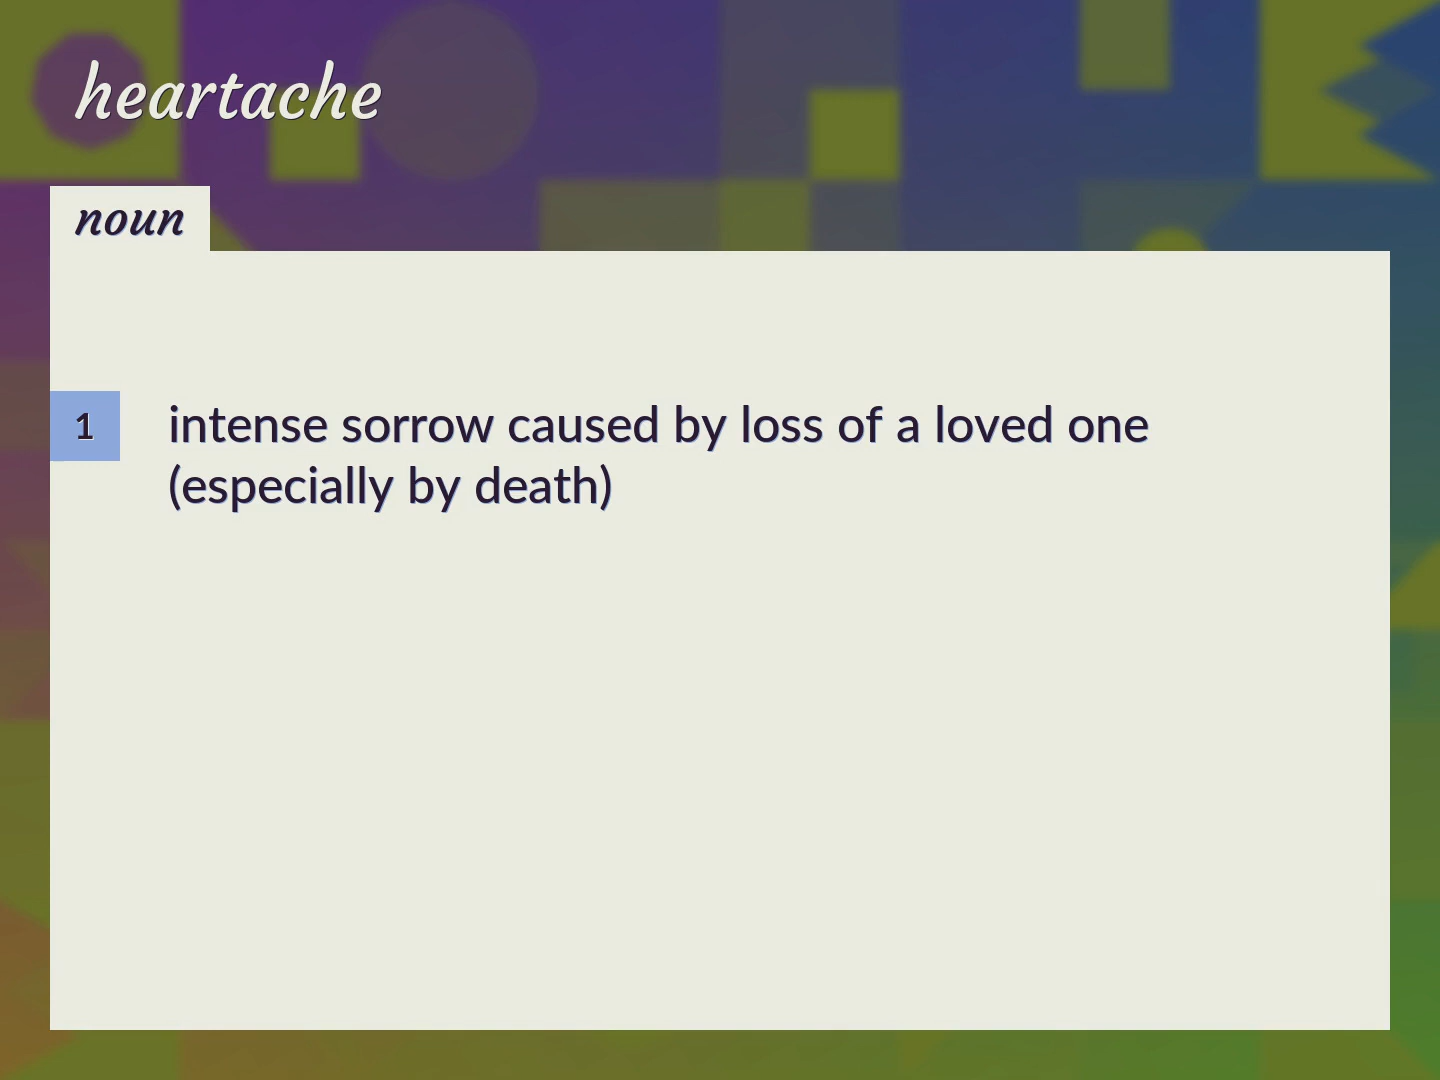 heartache
noun
1 intense sorrow caused by loss of a loved one
(especially by death)